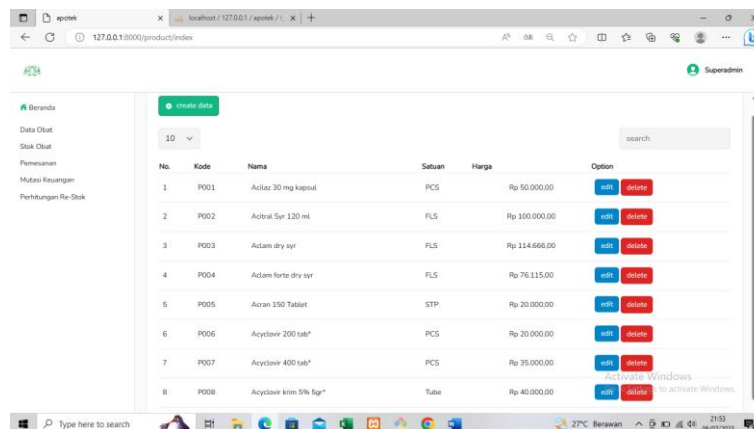 apotek
localhost / 127.0.0.1 / apotek / t_
127.0.0.1:8000/product/index
Superadmin
Beranda
Data Obat
Stok Obat
Pemesanan
Mutasi Keuangan
Perhitungan Re-Stok
create data
10
search
No. Kode Nama Satuan Harga Option
1 P001 Acilaz 30 mg kapsul PCS Rp 50.000,00 edit delete
2 P002 Acitral Syr 120 ml FLS Rp 100.000,00 edit delete
3 P003 Aclam dry syr FLS Rp 114.666,00 edit delete
4 P004 Aclam forte dry syr FLS Rp 76.115,00 edit delete
5 P005 Acran 150 Tablet STP Rp 20.000,00 edit delete
6 P006 Acyclovir 200 tab* PCS Rp 20.000,00 edit delete
7 P007 Acyclovir 400 tab* PCS Rp 35.000,00 edit delete
8 P008 Acyclovir krim 5% 5gr* Tube Rp 40.000,00 edit delete
Activate Windows
to activate Windows.
Type here to search
27°C Berawan
21:53
06/07/2023